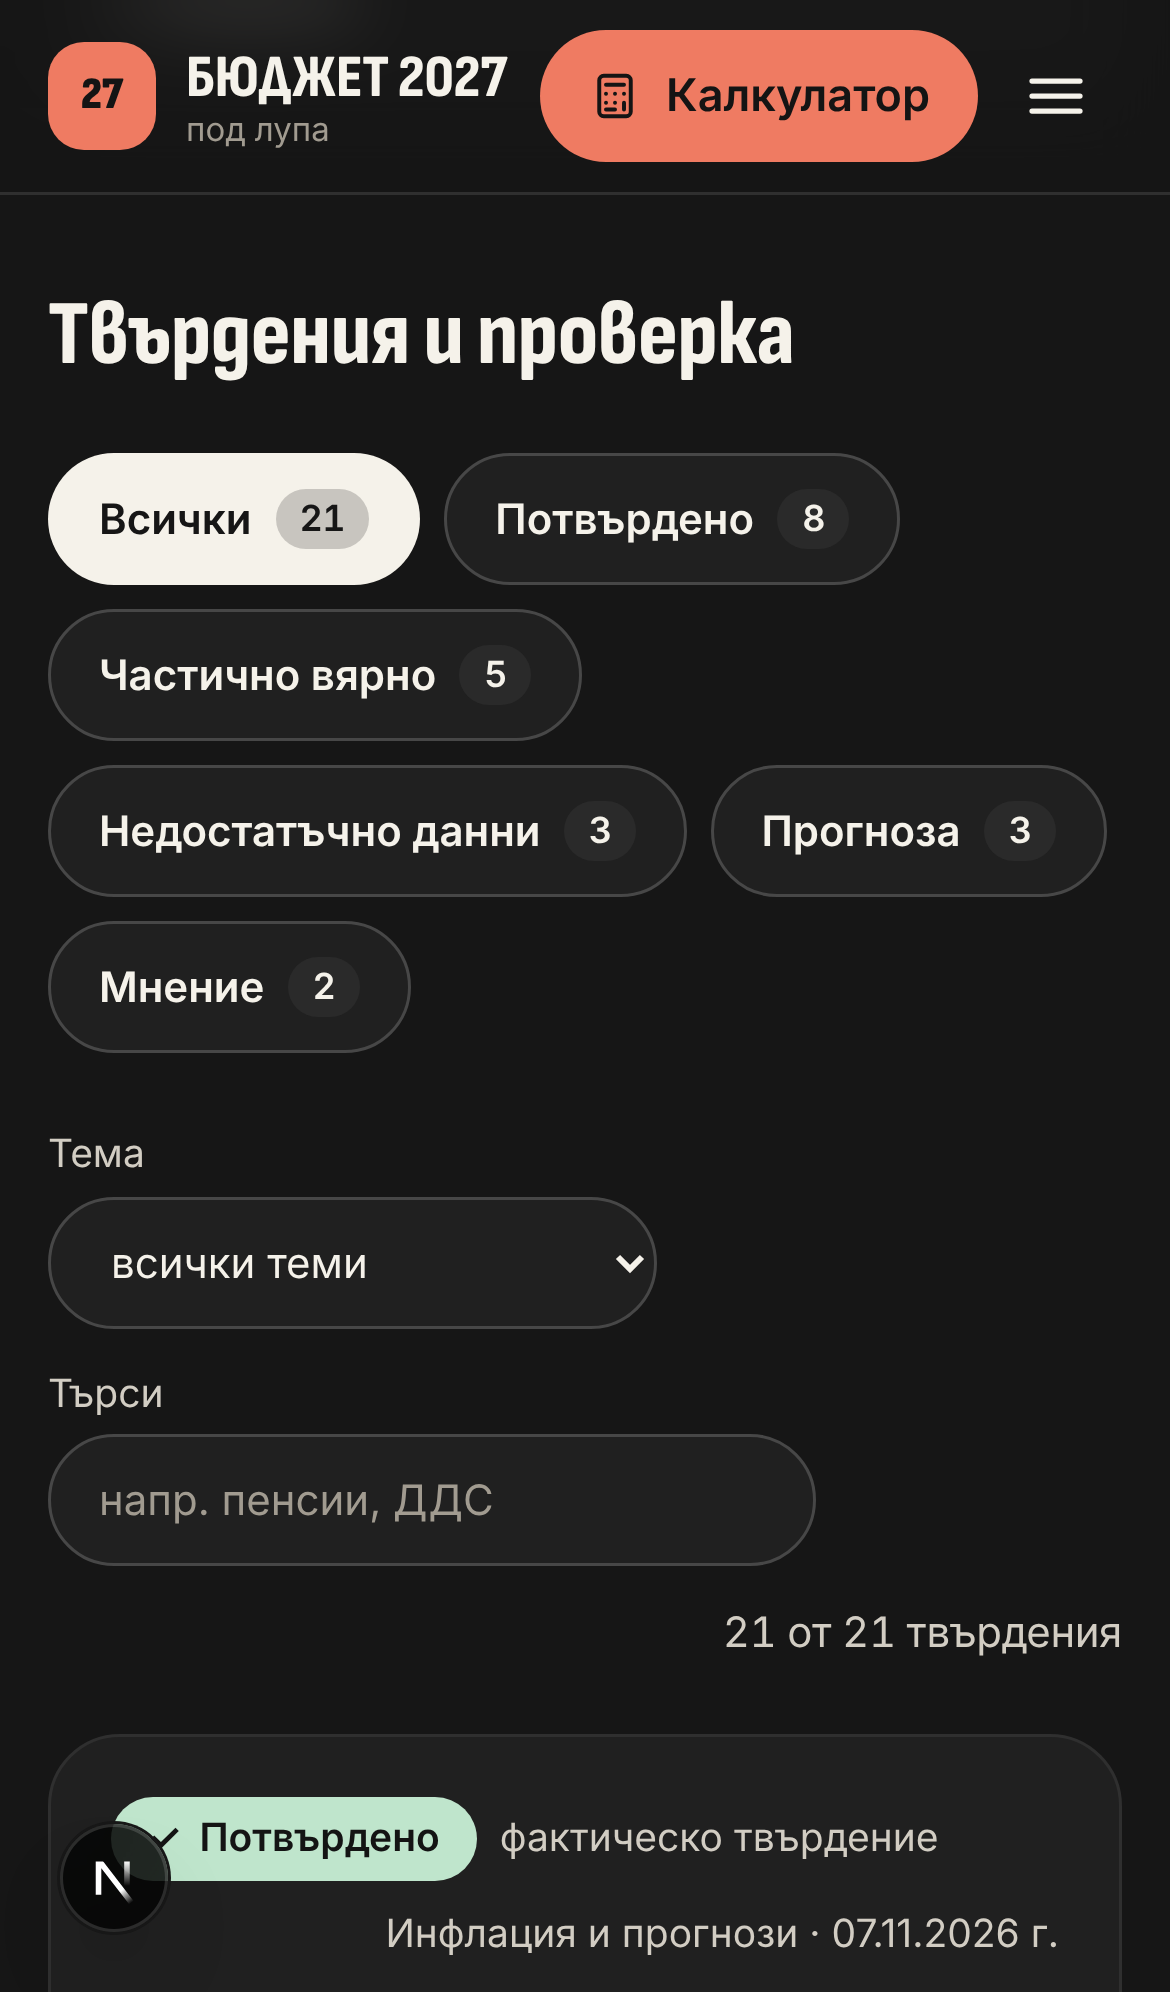 27
БЮДЖЕТ 2027
под лупа
Калкулатор
Твърдения и проверка
Всички 21
Потвърдено 8
Частично вярно 5
Недостатъчно данни 3
Прогноза 3
Мнение 2
Тема
всички теми
Търси
напр. пенсии, ДДС
21 от 21 твърдения
Потвърдено
фактическо твърдение
N
Инфлация и прогнози · 07.11.2026 г.